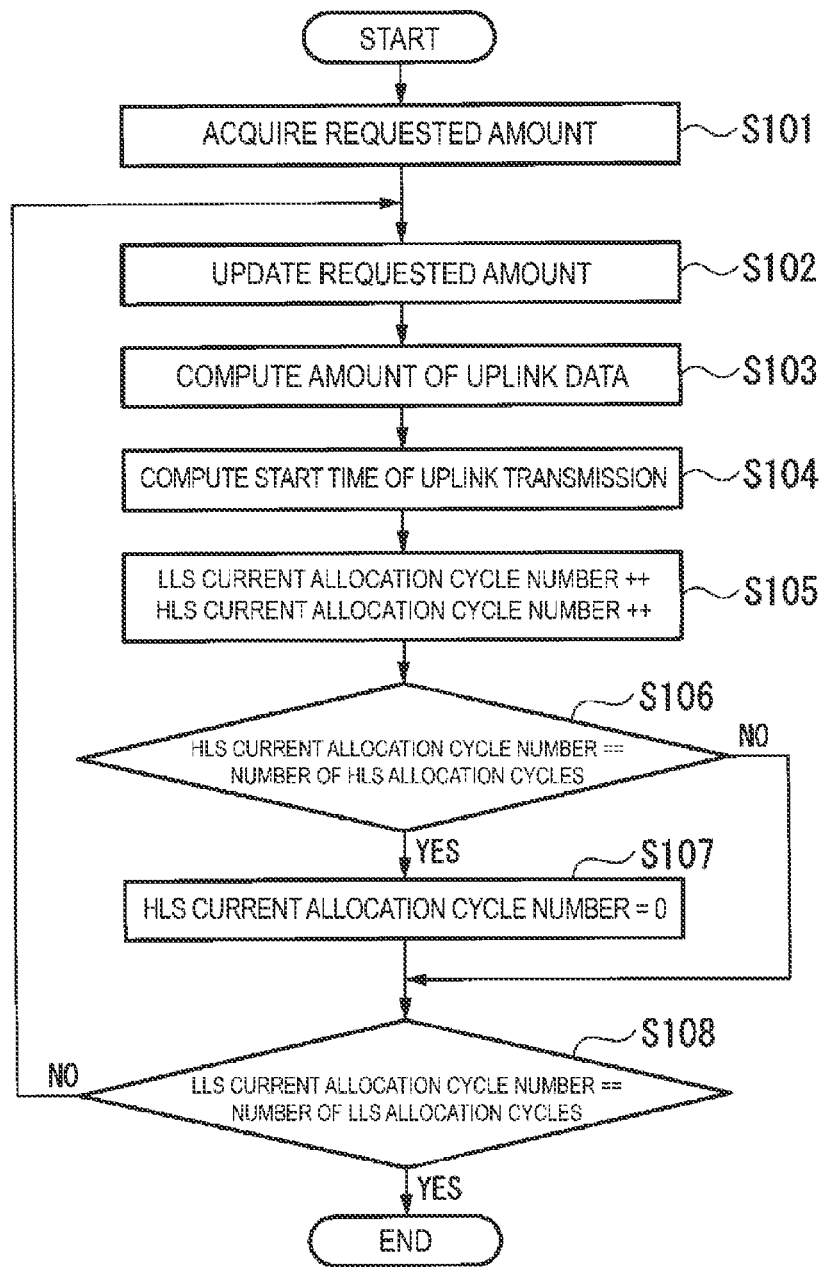 START
ACQUIRE REQUESTED AMOUNT
S101
UPDATE REQUESTED AMOUNT
S102
COMPUTE AMOUNT OF UPLINK DATA
S103
COMPUTE START TIME OF UPLINK TRANSMISSION
S104
LLS CURRENT ALLOCATION CYCLE NUMBER ++
HLS CURRENT ALLOCATION CYCLE NUMBER ++
S105
S106
HLS CURRENT ALLOCATION CYCLE NUMBER ==
NUMBER OF HLS ALLOCATION CYCLES
NO
YES
S107
HLS CURRENT ALLOCATION CYCLE NUMBER = 0
S108
NO
LLS CURRENT ALLOCATION CYCLE NUMBER ==
NUMBER OF LLS ALLOCATION CYCLES
YES
END